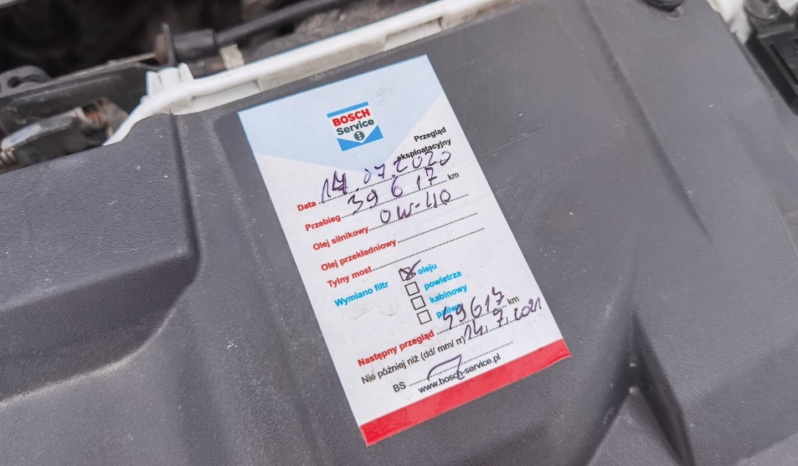 BOSCH
Service
Przegląd
eksploatacyjny
Data 14.07.2020
Przebieg 39617 km
Olej silnikowy 0W-40
Olej przekładniowy
Tylny most
Wymiano filtr oleju
powietrza
kabinowy
paliwa
Następny przegląd 59617 km
Nie później niż (dd/ mm/ rr) 14.7.2021
BS
www.bosch-service.pl